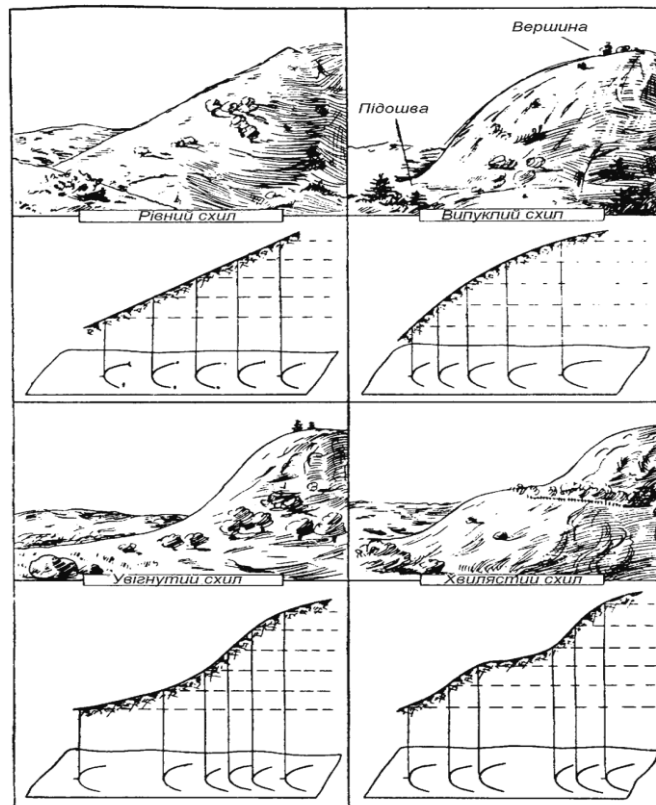 Вершина
Підошва
Рівний схил
Випуклий схил
Увігнутий схил
Хвилястий схил